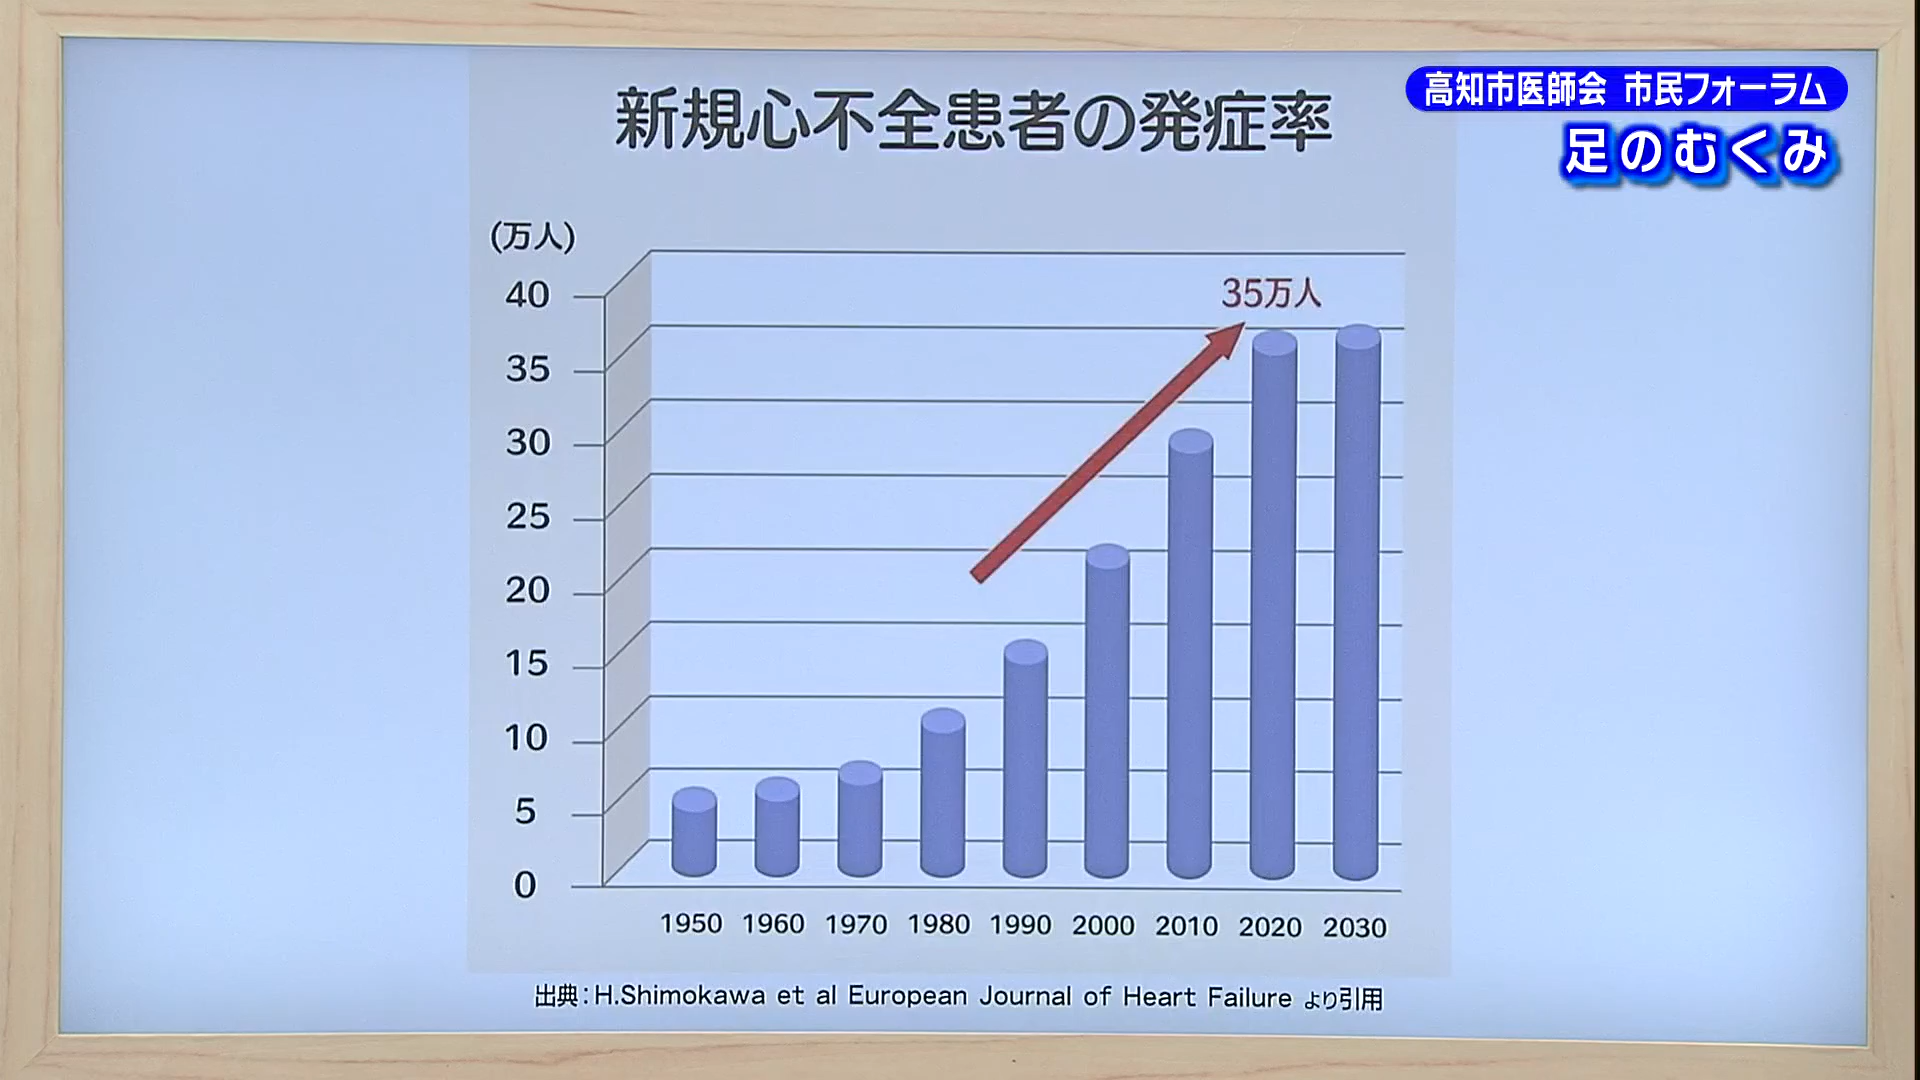 高知市医師会 市民フォーラム
足のむくみ
新規心不全患者の発症率
(万人)
40
35
30
25
20
15
10
5
0
35万人
1950 1960 1970 1980 1990 2000 2010 2020 2030
出典:H.Shimokawa et al European Journal of Heart Failure より引用